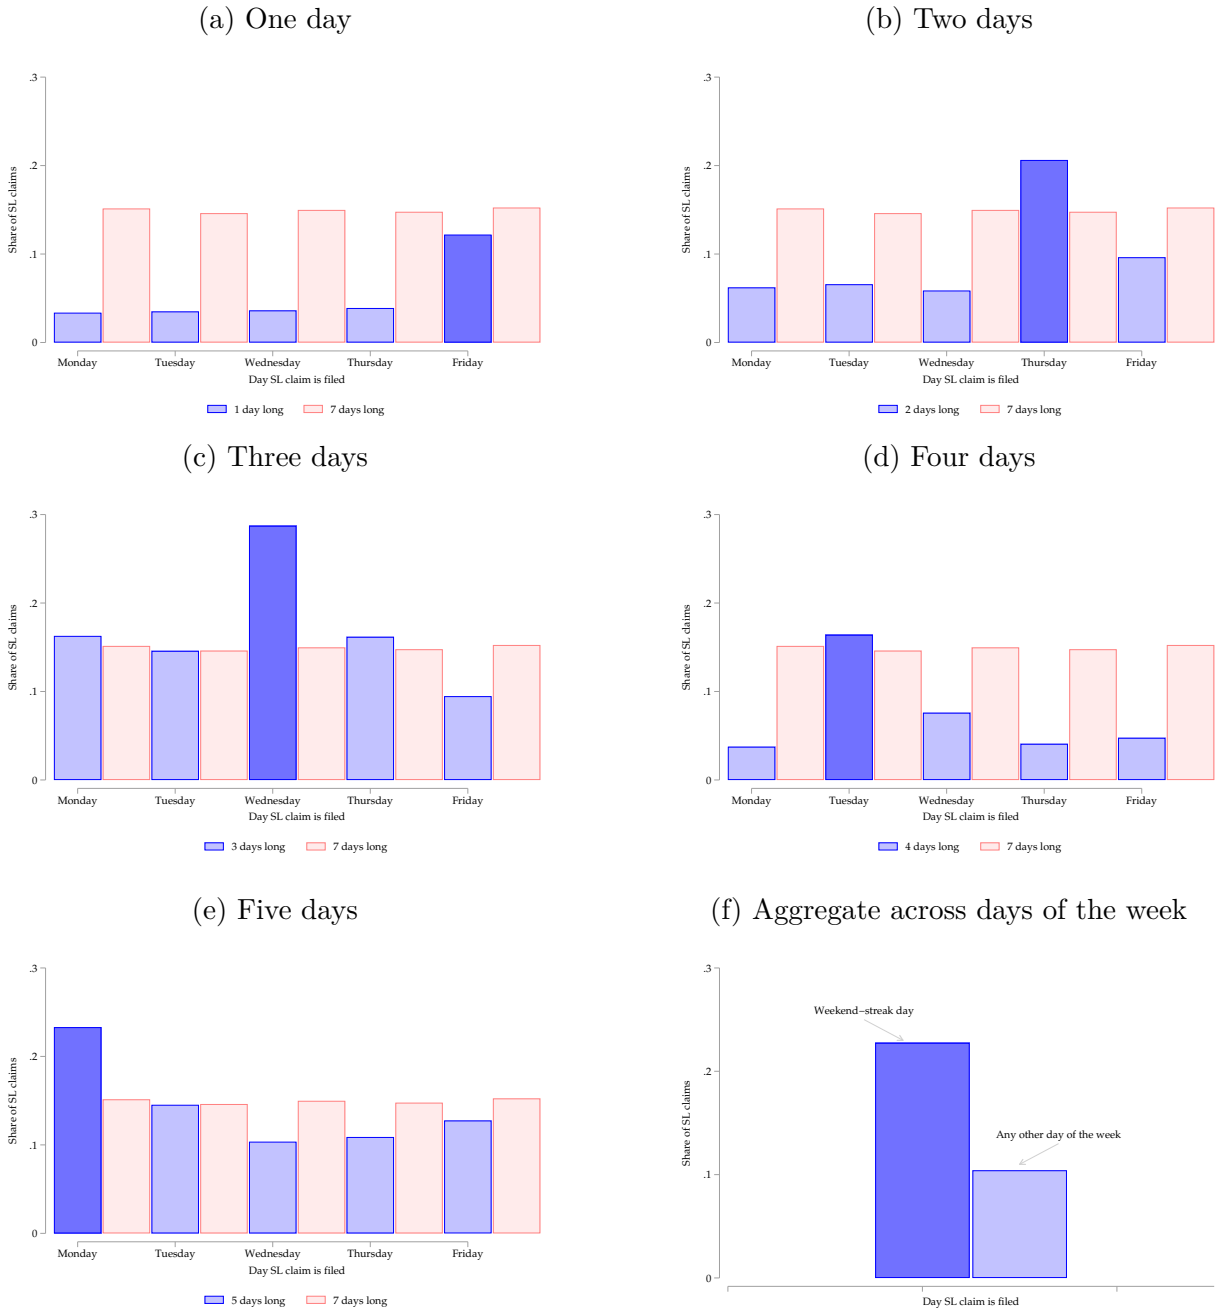 (a) One day
.3
.2
.1
0
Share of SL claims
Monday Tuesday Wednesday Thursday Friday
Day SL claim is filed
1 day long 7 days long
(b) Two days
.3
.2
.1
0
Share of SL claims
Monday Tuesday Wednesday Thursday Friday
Day SL claim is filed
2 days long 7 days long
(c) Three days
.3
.2
.1
0
Share of SL claims
Monday Tuesday Wednesday Thursday Friday
Day SL claim is filed
3 days long 7 days long
(d) Four days
.3
.2
.1
0
Share of SL claims
Monday Tuesday Wednesday Thursday Friday
Day SL claim is filed
4 days long 7 days long
(e) Five days
.3
.2
.1
0
Share of SL claims
Monday Tuesday Wednesday Thursday Friday
Day SL claim is filed
5 days long 7 days long
(f) Aggregate across days of the week
.3
.2
.1
0
Share of SL claims
Weekend–streak day
Any other day of the week
Day SL claim is filed